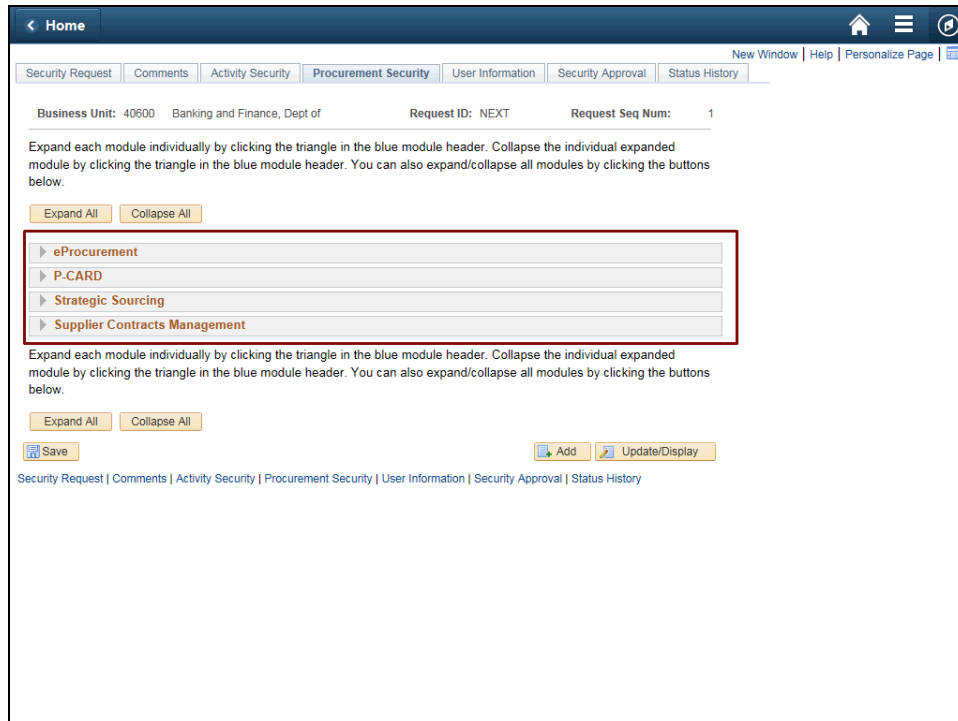 Home
New Window | Help | Personalize Page |
Security Request Comments Activity Security Procurement Security User Information Security Approval Status History
Business Unit: 40600 Banking and Finance, Dept of Request ID: NEXT Request Seq Num: 1
Expand each module individually by clicking the triangle in the blue module header. Collapse the individual expanded
module by clicking the triangle in the blue module header. You can also expand/collapse all modules by clicking the buttons
below.
Expand All Collapse All
eProcurement
P-CARD
Strategic Sourcing
Supplier Contracts Management
Expand each module individually by clicking the triangle in the blue module header. Collapse the individual expanded
module by clicking the triangle in the blue module header. You can also expand/collapse all modules by clicking the buttons
below.
Expand All Collapse All
Save Add Update/Display
Security Request | Comments | Activity Security | Procurement Security | User Information | Security Approval | Status History